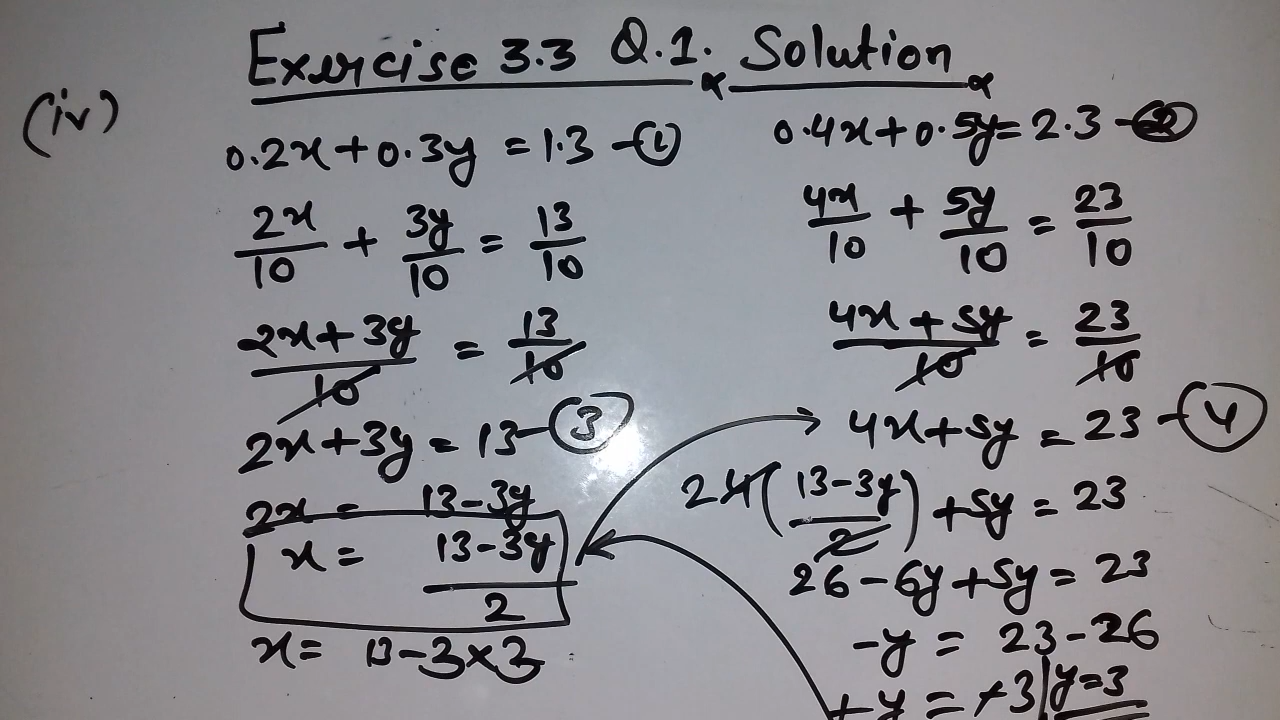 Exercise 3.3 Q.1. Solution
(iv)
0.2x + 0.3y = 1.3 - ①
2x/10 + 3y/10 = 13/10
2x + 3y/10 = 13/10
2x + 3y = 13 - ③
2x = 13 - 3y
x = 13 - 3y/2
x = 13 - 3 × 3
0.4x + 0.5y = 2.3 - ②
4x/10 + 5y/10 = 23/10
4x + 5y/10 = 23/10
4x + 5y = 23 - ④
2 4(13 - 3y/2) + 5y = 23
26 - 6y + 5y = 23
-y = 23 - 26
+y = +3 | y = 3